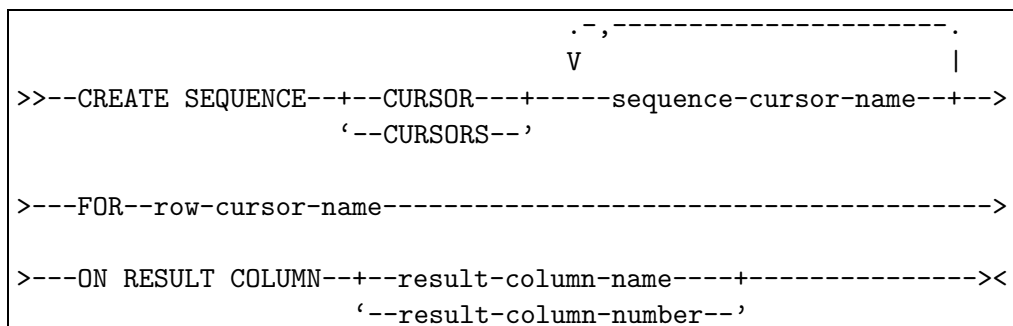 .-,----------------------.
V                        |
>>--CREATE SEQUENCE--+--CURSOR---+-----sequence-cursor-name--+-->
‘--CURSORS--’
>---FOR--row-cursor-name---------------------------------------->
>---ON RESULT COLUMN--+--result-column-name----+---------------><
‘--result-column-number--’